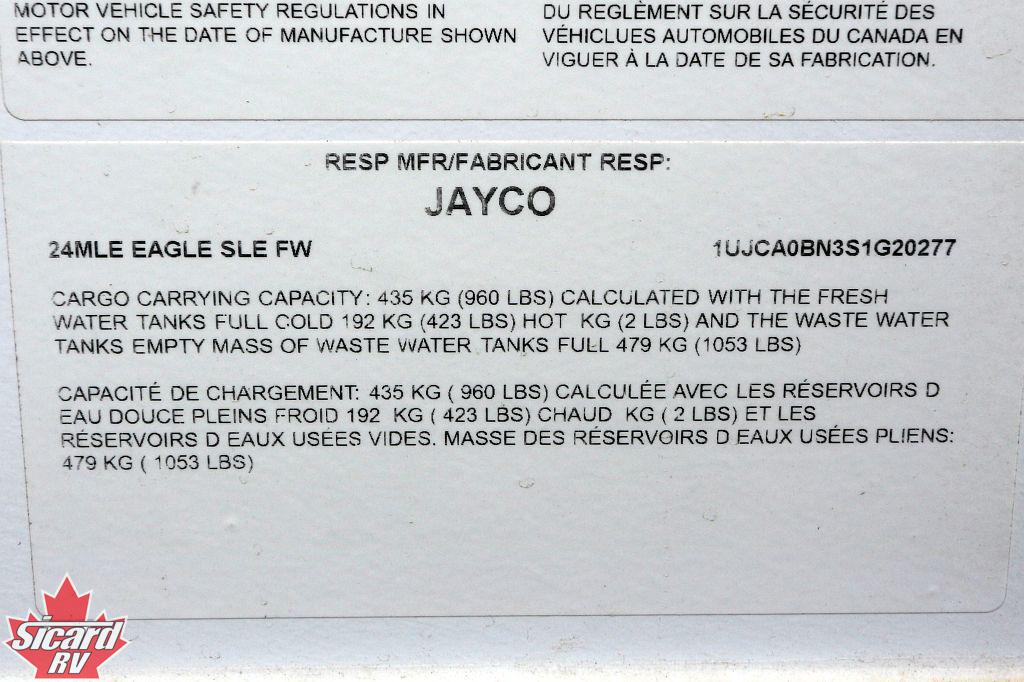 MOTOR VEHICLE SAFETY REGULATIONS IN
EFFECT ON THE DATE OF MANUFACTURE SHOWN
ABOVE.
DU REGLÈMENT SUR LA SÉCURITÉ DES
VÉHICLUES AUTOMOBILES DU CANADA EN
VIGUER À LA DATE DE SA FABRICATION.
RESP MFR/FABRICANT RESP:
JAYCO
24MLE EAGLE SLE FW 1UJCA0BN3S1G20277
CARGO CARRYING CAPACITY: 435 KG (960 LBS) CALCULATED WITH THE FRESH
WATER TANKS FULL COLD 192 KG (423 LBS) HOT KG (2 LBS) AND THE WASTE WATER
TANKS EMPTY MASS OF WASTE WATER TANKS FULL 479 KG (1053 LBS)
CAPACITÉ DE CHARGEMENT: 435 KG ( 960 LBS) CALCULÉE AVEC LES RÉSERVOIRS D
EAU DOUCE PLEINS FROID 192 KG ( 423 LBS) CHAUD KG ( 2 LBS) ET LES
RÉSERVOIRS D EAUX USÉES VIDES. MASSE DES RÉSERVOIRS D EAUX USÉES PLIENS:
479 KG ( 1053 LBS)
Sicard
RV